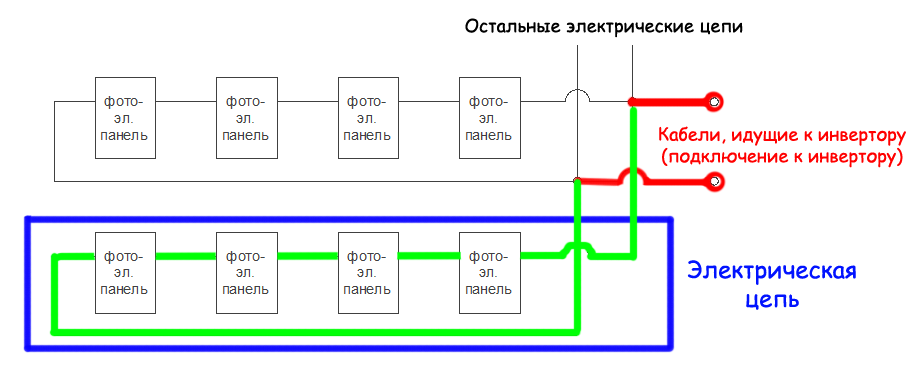 Остальные электрические цепи
фото-
эл.
панель
фото-
эл.
панель
фото-
эл.
панель
фото-
эл.
панель
Кабели, идущие к инвертору
(подключение к инвертору)
фото-
эл.
панель
фото-
эл.
панель
фото-
эл.
панель
фото-
эл.
панель
Электрическая
цепь